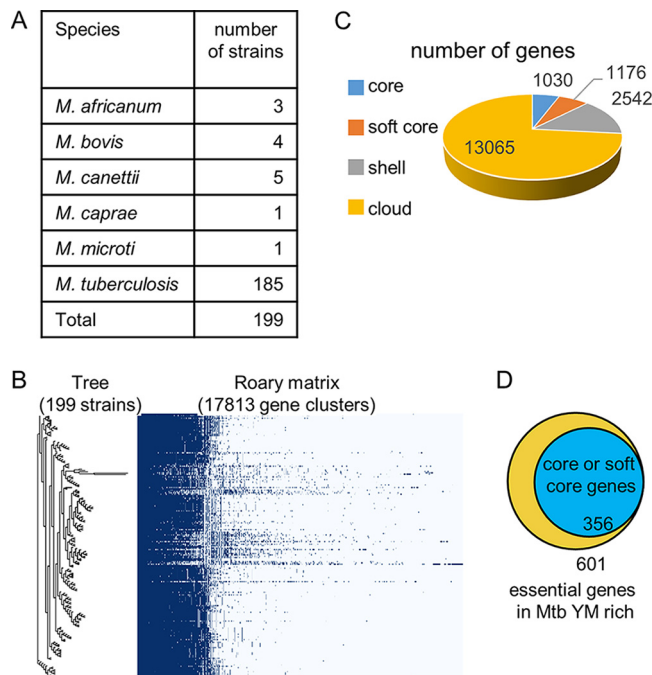 A
Species
number
of strains
M. africanum 3
M. bovis 4
M. canettii 5
M. caprae 1
M. microti 1
M. tuberculosis 185
Total 199
C
number of genes
core
soft core
shell
cloud
1030
1176
2542
13065
B
Tree
(199 strains)
Roary matrix
(17813 gene clusters)
D
core or soft
core genes
356
601
essential genes
in Mtb YM rich